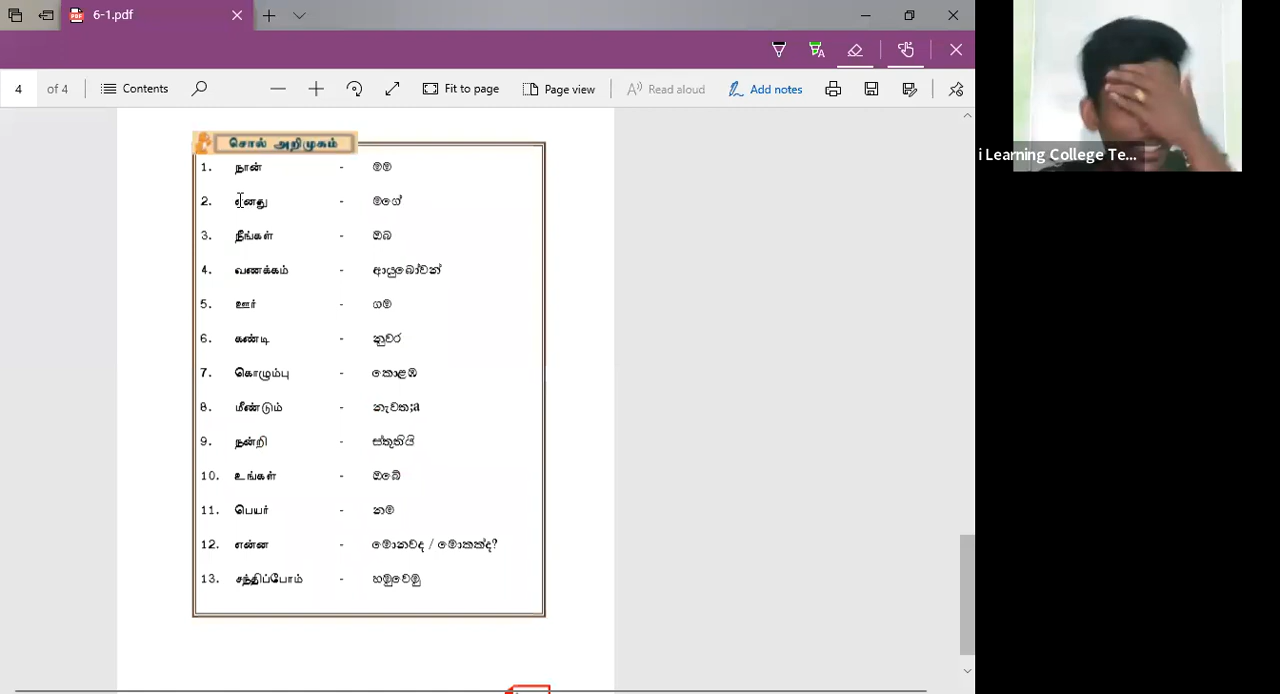 6-1.pdf
4 of 4 Contents Fit to page Page view Read aloud Add notes
i Learning College Te...
சொல் அறிமுகம்
1. நான் - මම
2. எனது - මගේ
3. நீங்கள் - ඔබ
4. வணக்கம் - ආයුබෝවන්
5. ஊர் - ගම
6. கண்டி - නුවර
7. கொழும்பு - කොළඹ
8. மீண்டும் - නැවත;a
9. நன்றி - ස්තුතියි
10. உங்கள் - ඔබේ
11. பெயர் - නම
12. என்ன - මොනවද / මොකක්ද?
13. சந்திப்போம் - හමුවෙමු